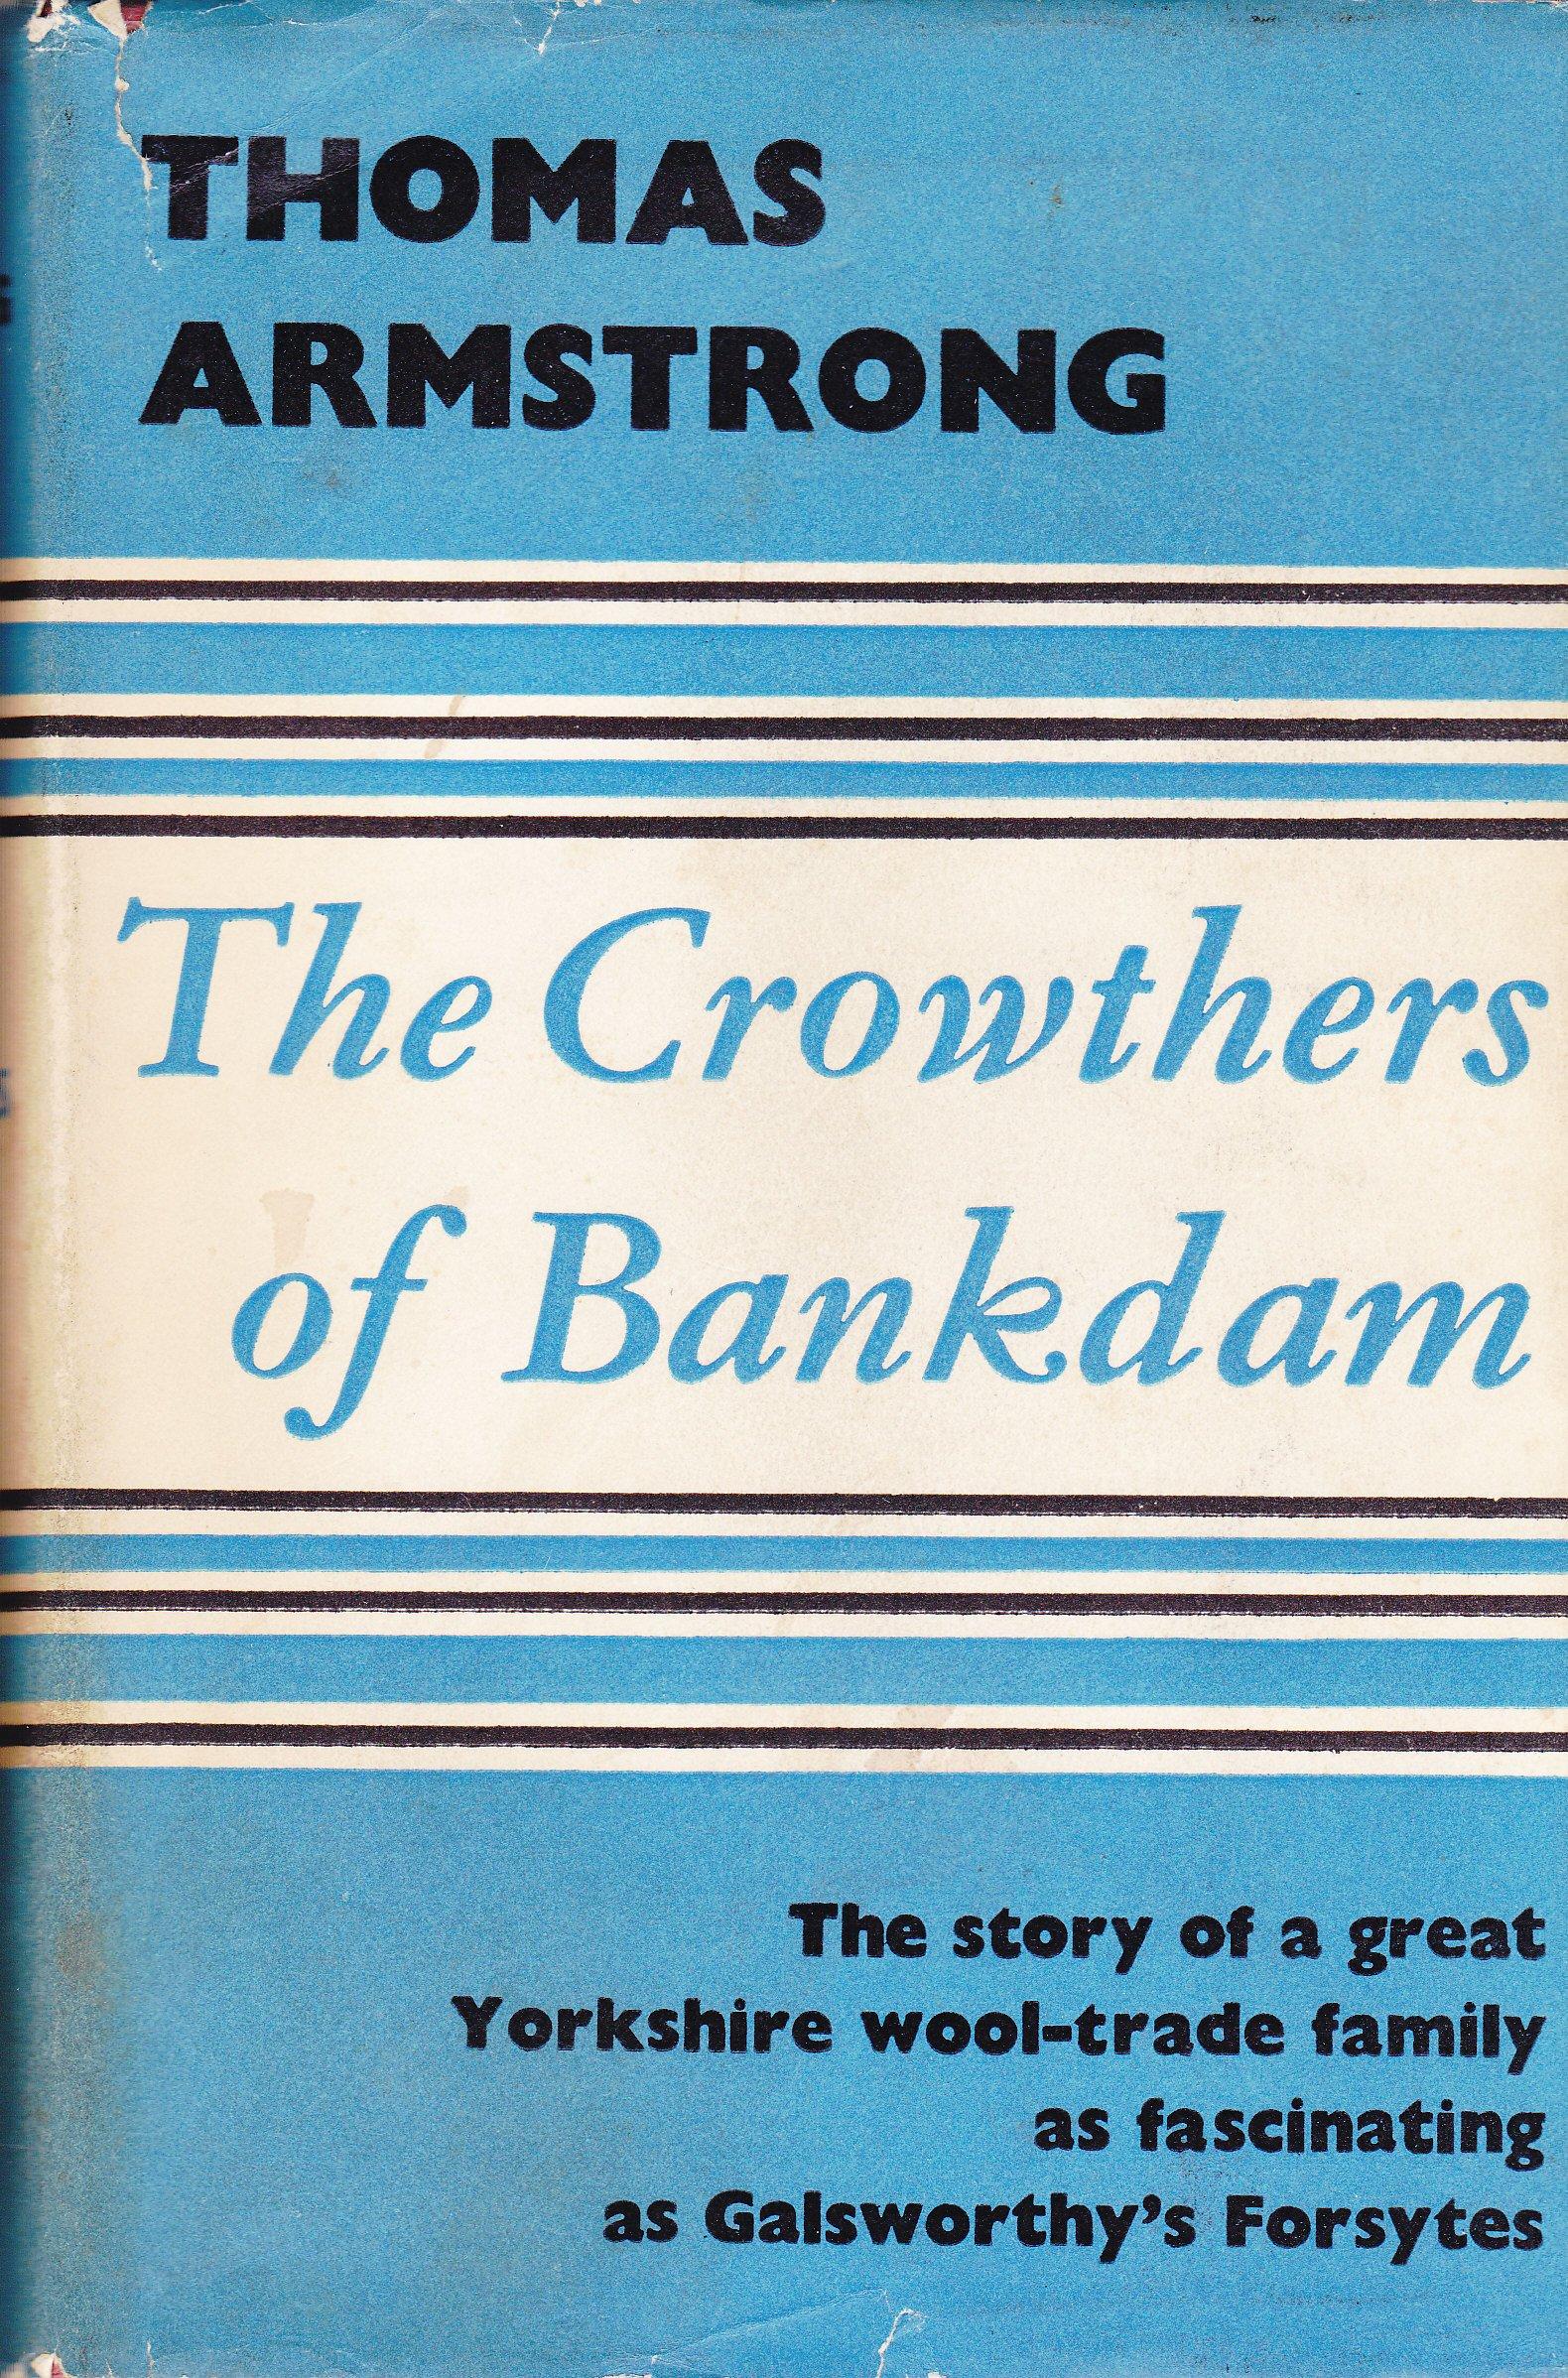 THOMAS
ARMSTRONG
The Crowthers
of Bankdam
The story of a great
Yorkshire wool-trade family
as fascinating
as Galsworthy's Forsytes